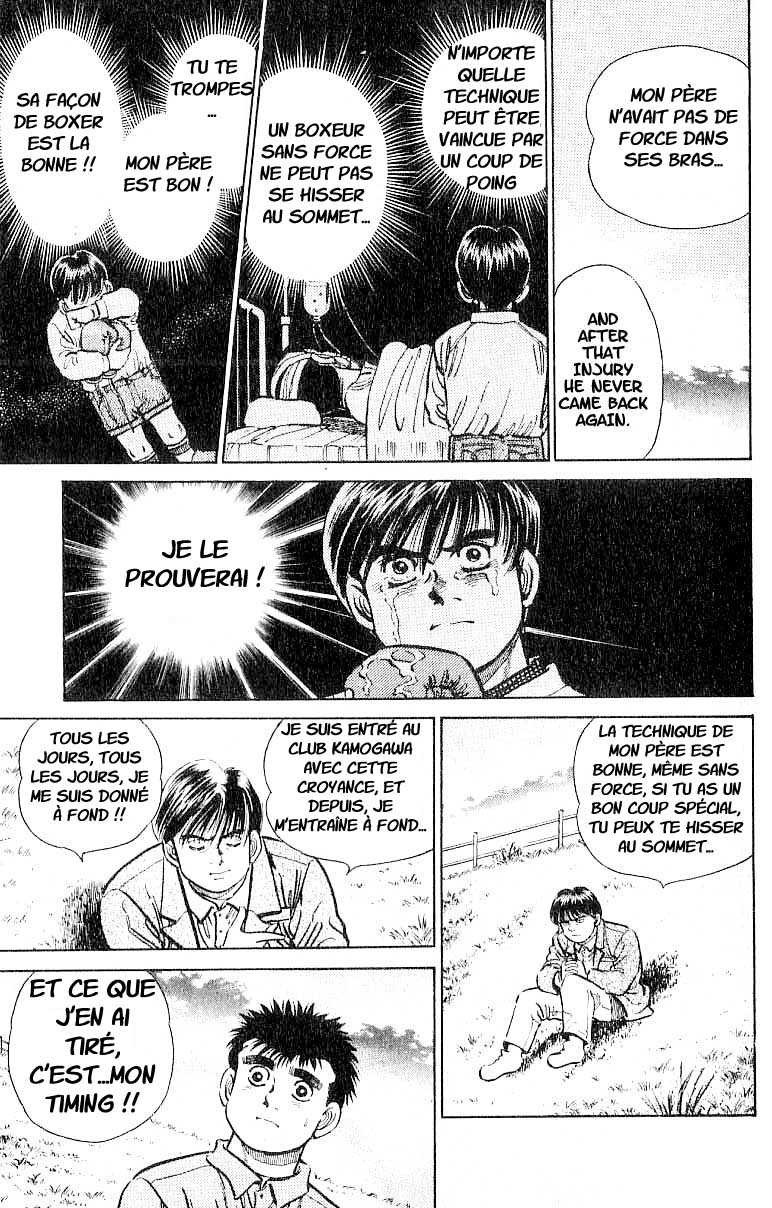 MON PÈRE
N'AVAIT PAS DE
FORCE DANS
SES BRAS...
AND
AFTER
THAT
INJURY
HE NEVER
CAME BACK
AGAIN.
N'IMPORTE
QUELLE
TECHNIQUE
PEUT ÊTRE
VAINCUE PAR
UN COUP DE
POING
UN BOXEUR
SANS FORCE
NE PEUT PAS
SE HISSER
AU SOMMET...
TU TE
TROMPES
...
MON PÈRE
EST BON !
SA FAÇON
DE BOXER
EST LA
BONNE !!
JE LE
PROUVERAI !
LA TECHNIQUE DE
MON PÈRE EST
BONNE, MÊME SANS
FORCE, SI TU AS UN
BON COUP SPÉCIAL,
TU PEUX TE HISSER
AU SOMMET...
JE SUIS ENTRÉ AU
CLUB KAMOGAWA
AVEC CETTE
CROYANCE, ET
DEPUIS, JE
M'ENTRAÎNE À FOND...
TOUS LES
JOURS, TOUS
LES JOURS, JE
ME SUIS DONNÉ
À FOND !!
ET CE QUE
J'EN AI
TIRÉ,
C'EST...MON
TIMING !!